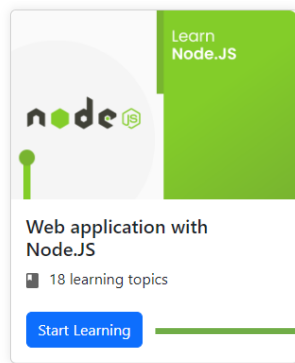 Learn
Node.JS
node JS
Web application with
Node.JS
18 learning topics
Start Learning